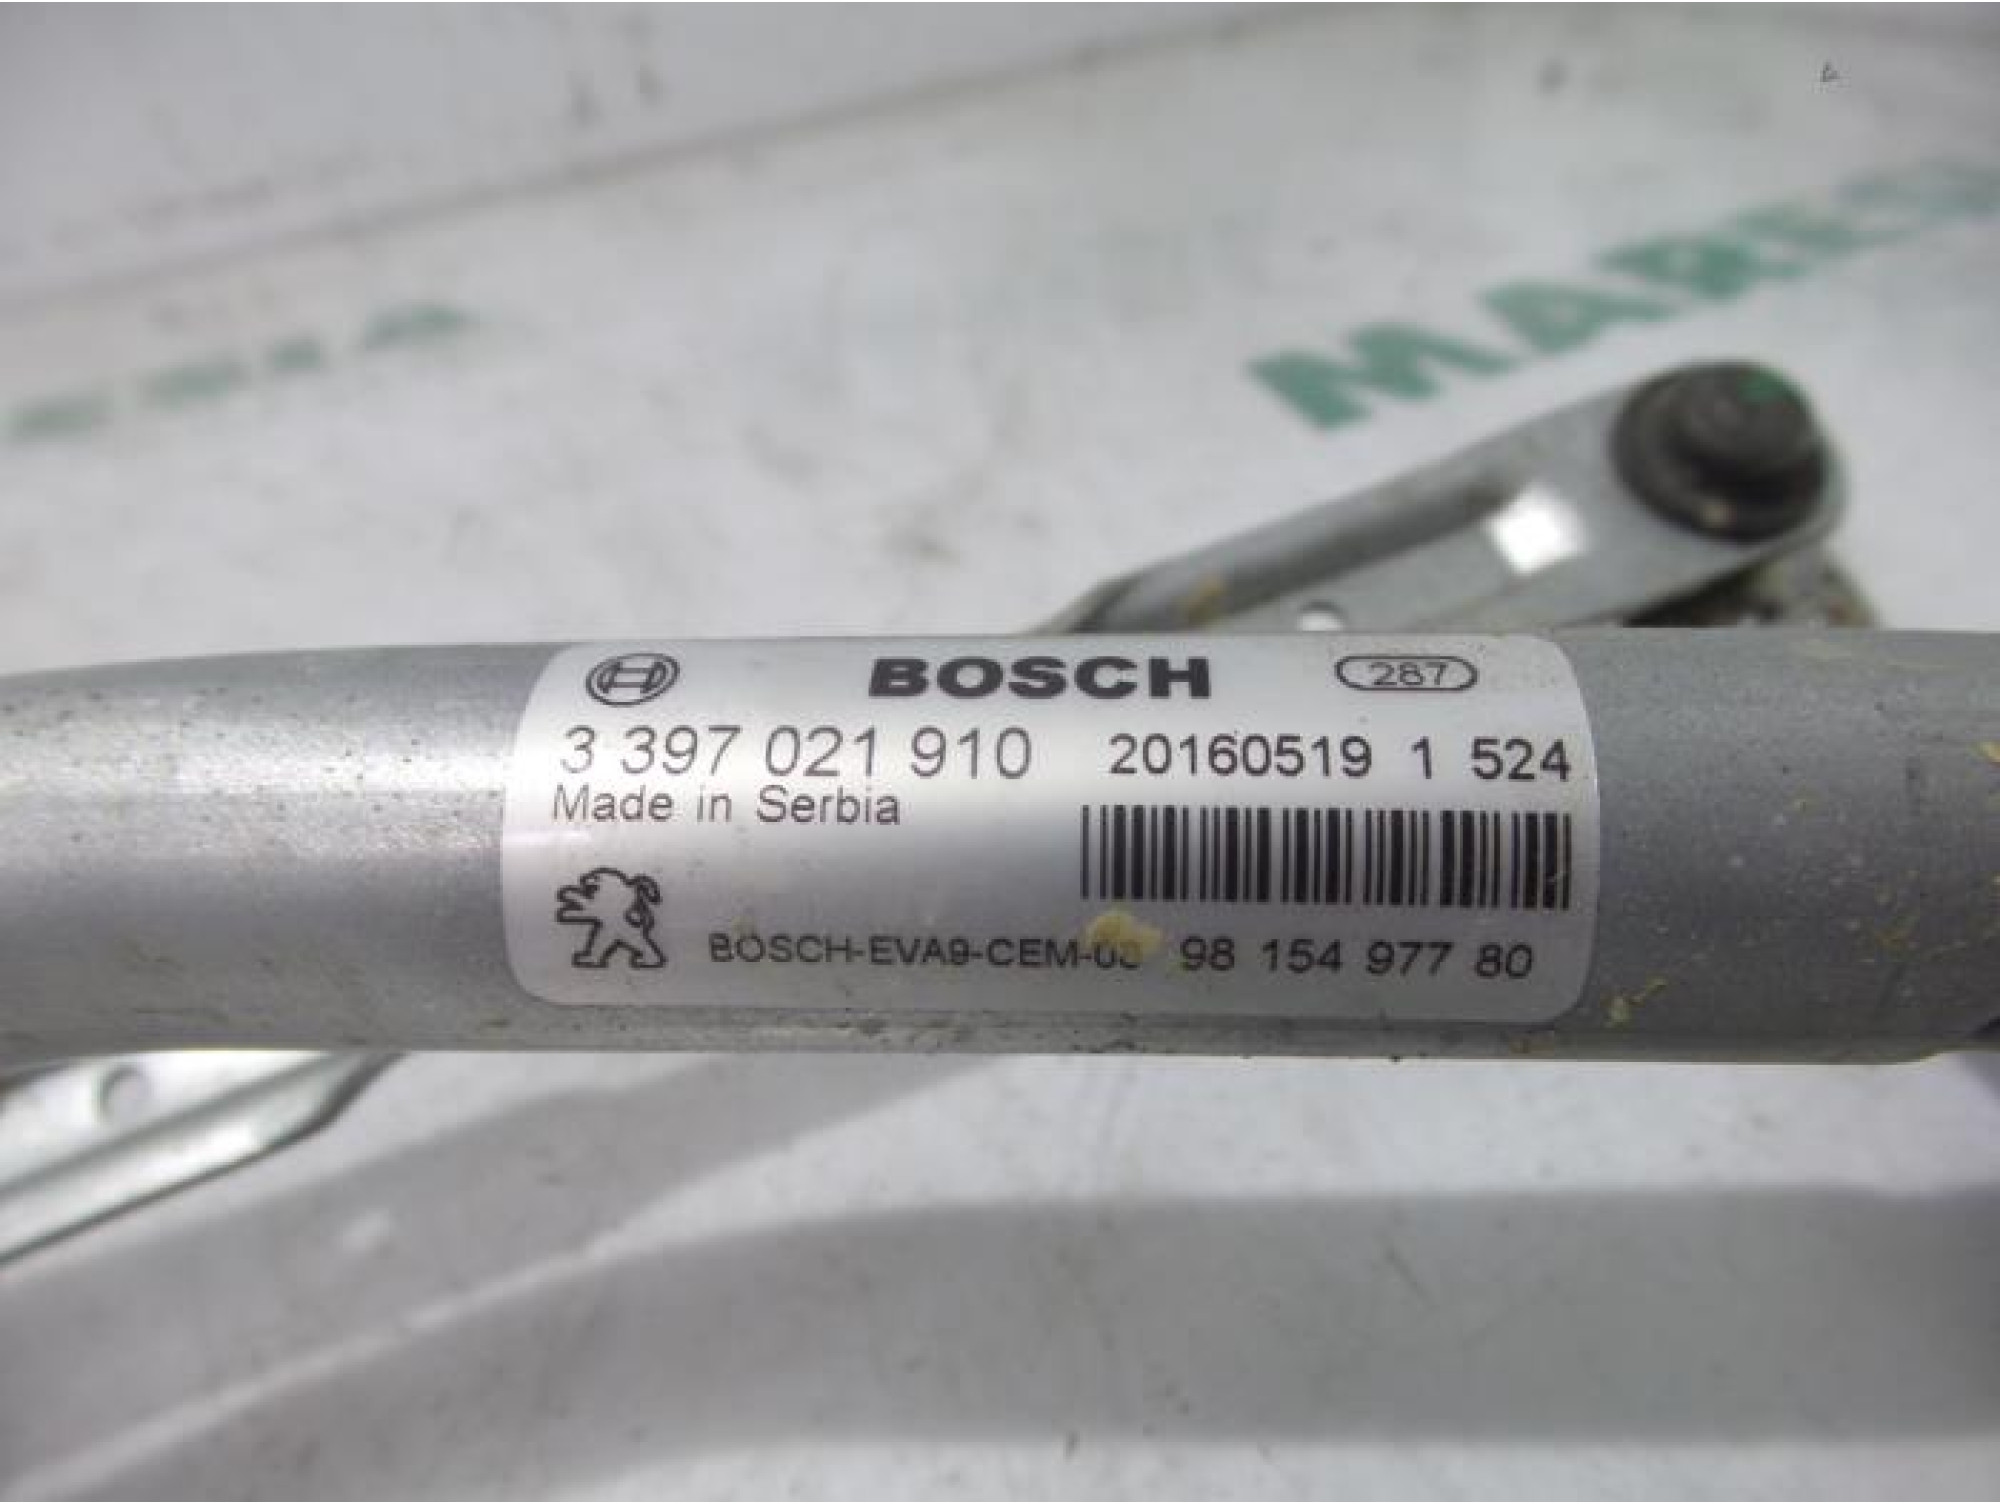 BOSCH 287
3 397 021 910 20160519 1 524
Made in Serbia
98 154 977 80